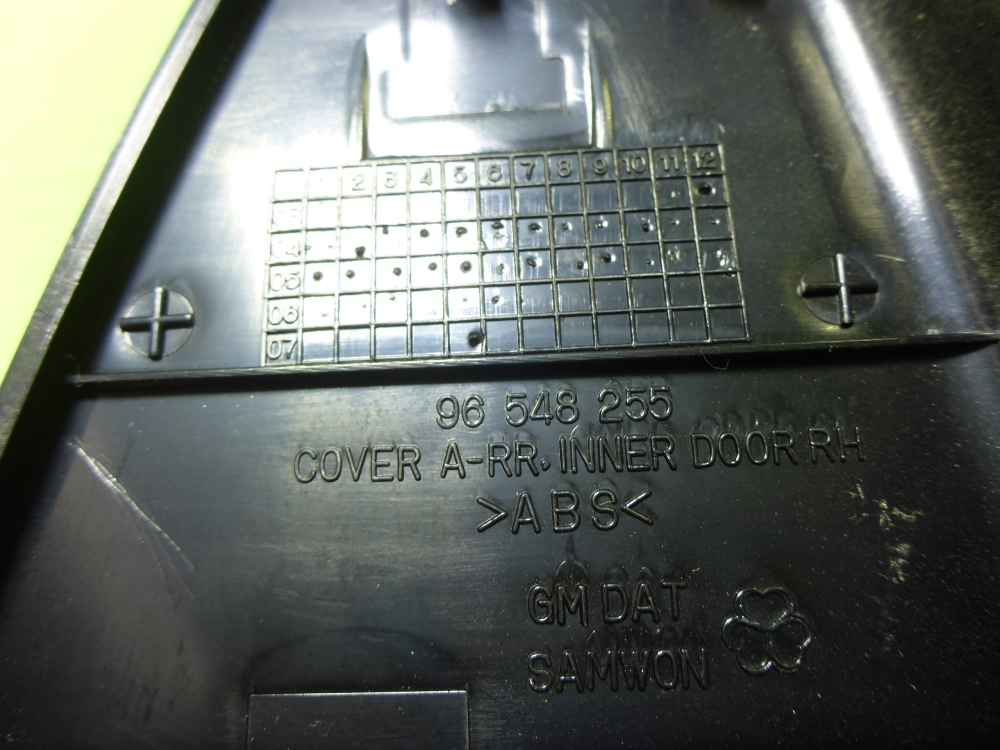 1 2 3 4 5 6 7 8 9 10 11 12
03
04
05
06
07
96 548 255
COVER A-RR. INNER DOOR RH
>ABS<
GM DAT
SAMWON